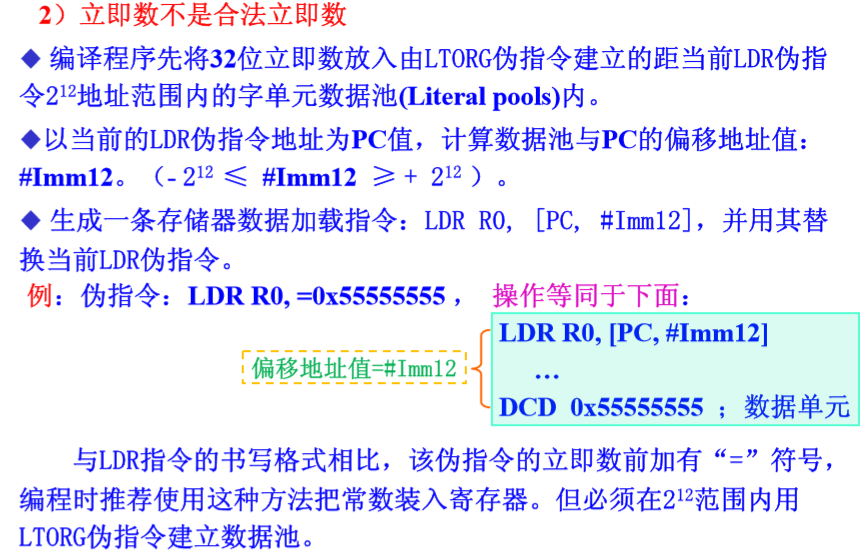 2）立即数不是合法立即数
◆ 编译程序先将32位立即数放入由LTORG伪指令建立的距当前LDR伪指
令2¹²地址范围内的字单元数据池(Literal pools)内。
◆以当前的LDR伪指令地址为PC值，计算数据池与PC的偏移地址值：
#Imm12。（- 2¹² ≤ #Imm12 ≥ + 2¹² ）。
◆ 生成一条存储器数据加载指令：LDR R0, [PC, #Imm12]，并用其替
换当前LDR伪指令。
例：伪指令：LDR R0, =0x55555555 ， 操作等同于下面：
LDR R0, [PC, #Imm12]
偏移地址值=#Imm12
…
DCD 0x55555555 ；数据单元
与LDR指令的书写格式相比，该伪指令的立即数前加有“=”符号，
编程时推荐使用这种方法把常数装入寄存器。但必须在2¹²范围内用
LTORG伪指令建立数据池。